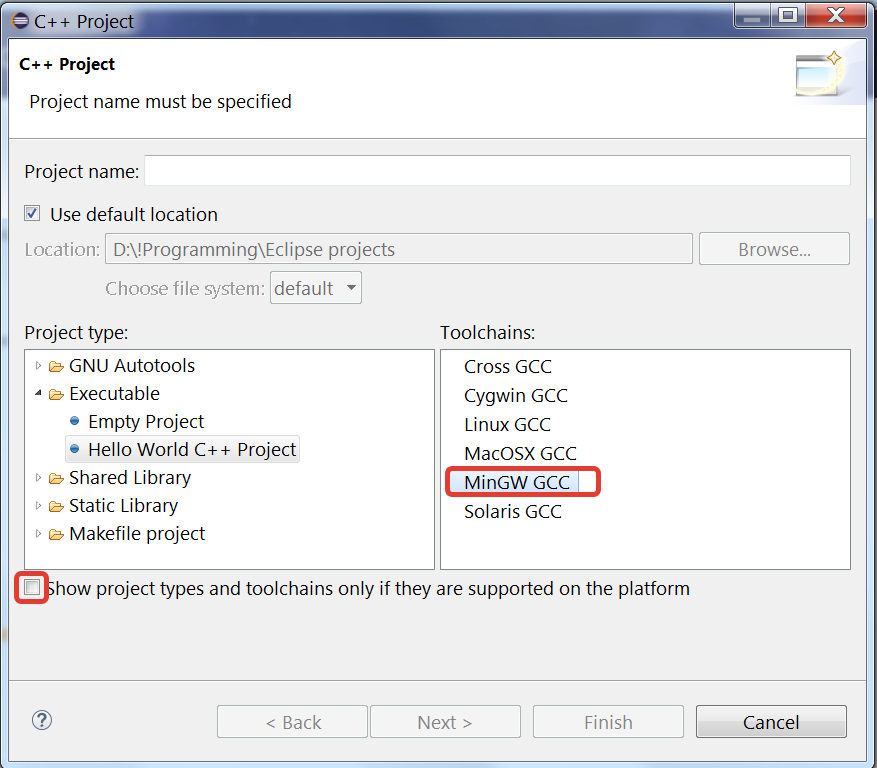 C++ Project
C++ Project
Project name must be specified
Project name:
Use default location
Location: D:\!Programming\Eclipse projects Browse...
Choose file system: default
Project type: Toolchains:
GNU Autotools
Executable
Empty Project
Hello World C++ Project
Shared Library
Static Library
Makefile project
Cross GCC
Cygwin GCC
Linux GCC
MacOSX GCC
MinGW GCC
Solaris GCC
Show project types and toolchains only if they are supported on the platform
? < Back Next > Finish Cancel